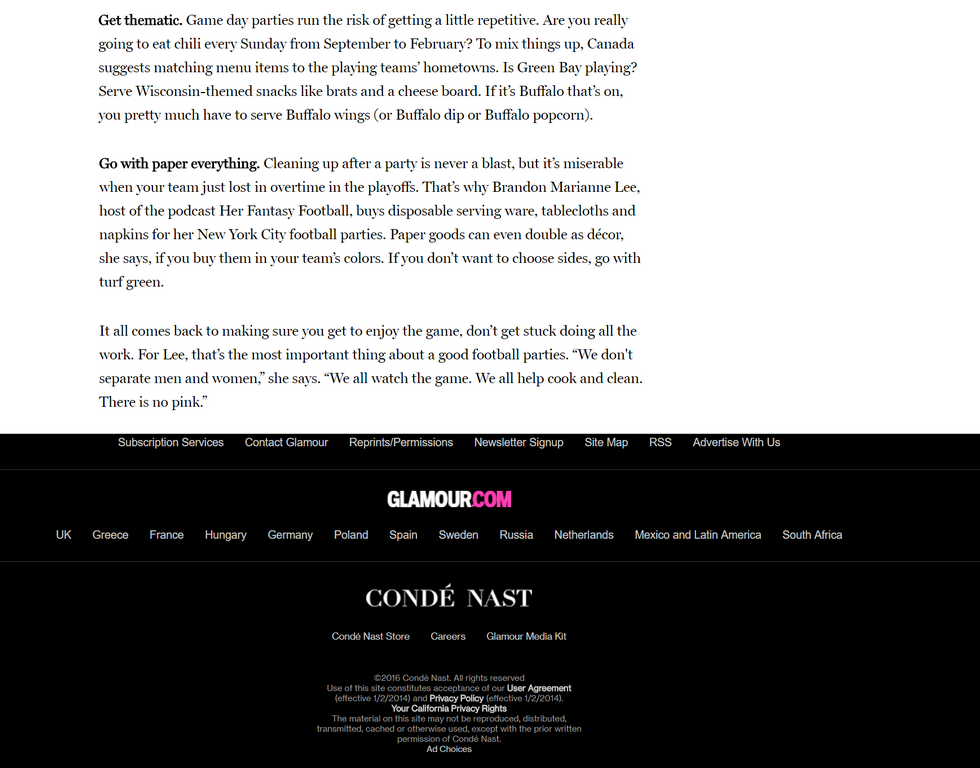 Get thematic. Game day parties run the risk of getting a little repetitive. Are you really
going to eat chili every Sunday from September to February? To mix things up, Canada
suggests matching menu items to the playing teams’ hometowns. Is Green Bay playing?
Serve Wisconsin-themed snacks like brats and a cheese board. If it’s Buffalo that’s on,
you pretty much have to serve Buffalo wings (or Buffalo dip or Buffalo popcorn).
Go with paper everything. Cleaning up after a party is never a blast, but it’s miserable
when your team just lost in overtime in the playoffs. That’s why Brandon Marianne Lee,
host of the podcast Her Fantasy Football, buys disposable serving ware, tablecloths and
napkins for her New York City football parties. Paper goods can even double as décor,
she says, if you buy them in your team’s colors. If you don’t want to choose sides, go with
turf green.
It all comes back to making sure you get to enjoy the game, don’t get stuck doing all the
work. For Lee, that’s the most important thing about a good football parties. “We don't
separate men and women,” she says. “We all watch the game. We all help cook and clean.
There is no pink.”
Subscription Services Contact Glamour Reprints/Permissions Newsletter Signup Site Map RSS Advertise With Us
GLAMOUR.COM
UK Greece France Hungary Germany Poland Spain Sweden Russia Netherlands Mexico and Latin America South Africa
CONDÉ NAST
Condé Nast Store Careers Glamour Media Kit
©2016 Condé Nast. All rights reserved
Use of this site constitutes acceptance of our User Agreement
(effective 1/2/2014) and Privacy Policy (effective 1/2/2014).
Your California Privacy Rights
The material on this site may not be reproduced, distributed,
transmitted, cached or otherwise used, except with the prior written
permission of Condé Nast.
Ad Choices